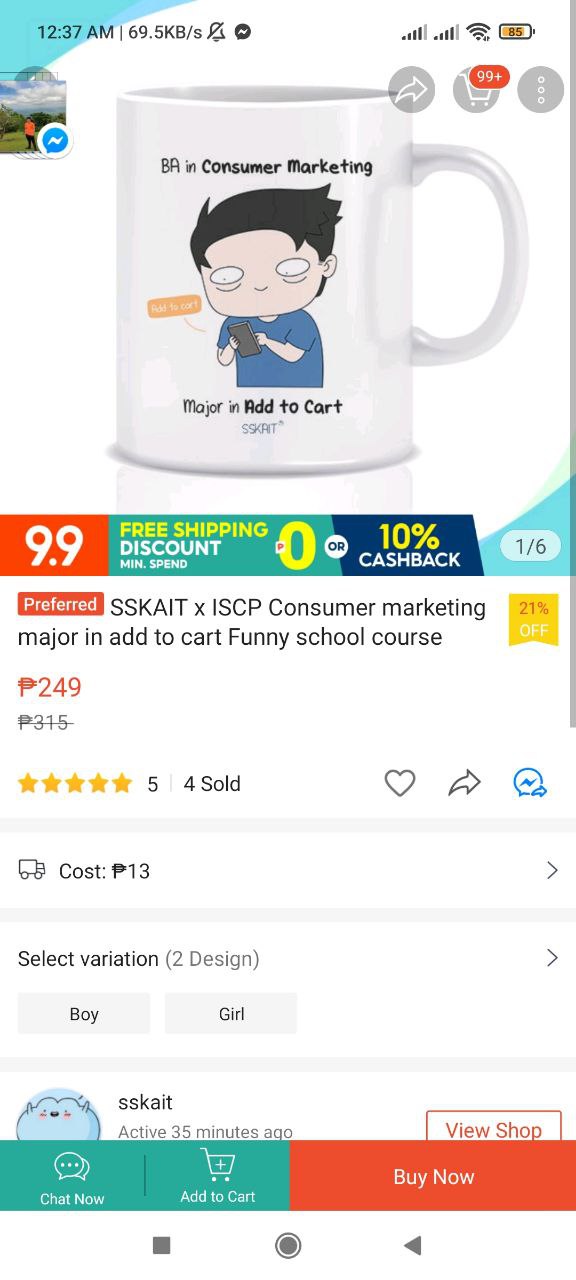 12:37 AM | 69.5KB/s
85
99+
BA in Consumer Marketing
Add to cart
Major in Add to Cart
SSKAIT®
9.9
FREE SHIPPING
DISCOUNT
MIN. SPEND
₱0
OR
10%
CASHBACK
1/6
Preferred SSKAIT x ISCP Consumer marketing
major in add to cart Funny school course
21%
OFF
₱249
₱315
5 | 4 Sold
Cost: ₱13
Select variation (2 Design)
Boy
Girl
sskait
Active 35 minutes ago
View Shop
Chat Now
Add to Cart
Buy Now